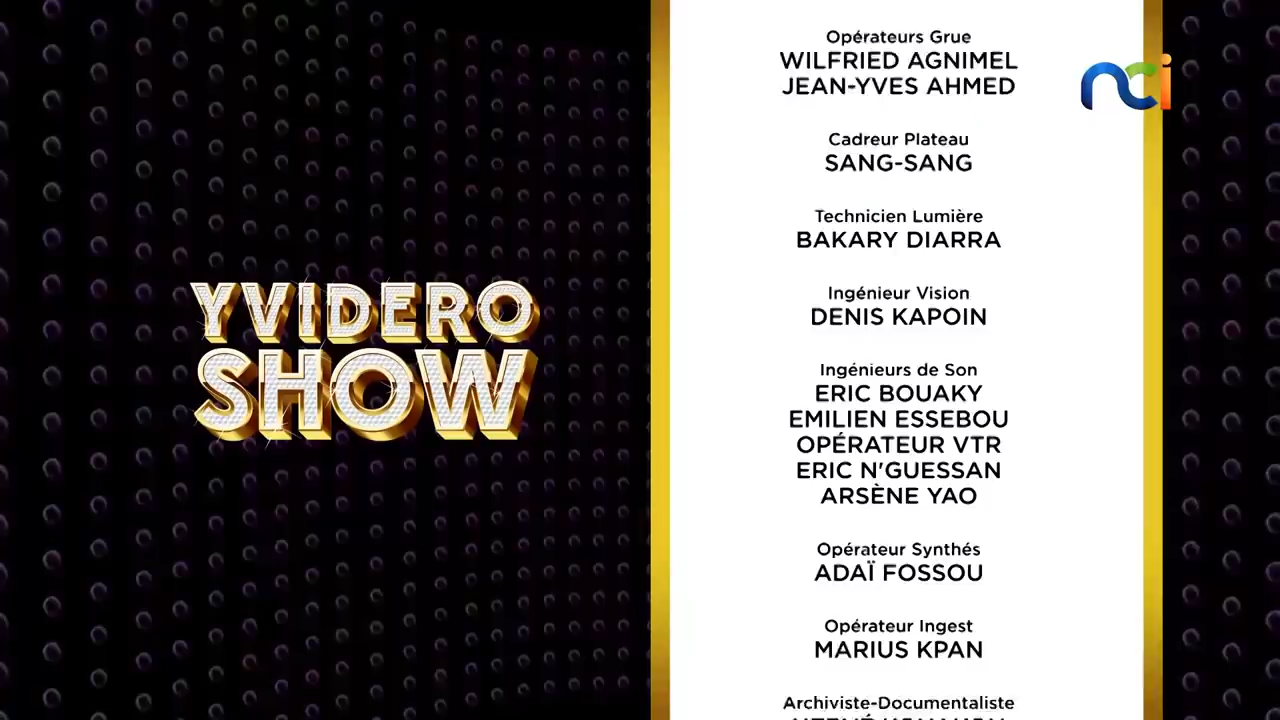 YVIDERO
SHOW
Opérateurs Grue
WILFRIED AGNIMEL
JEAN-YVES AHMED
nci
Cadreur Plateau
SANG-SANG
Technicien Lumière
BAKARY DIARRA
Ingénieur Vision
DENIS KAPOIN
Ingénieurs de Son
ERIC BOUAKY
EMILIEN ESSEBOU
OPÉRATEUR VTR
ERIC N'GUESSAN
ARSÈNE YAO
Opérateur Synthés
ADAÏ FOSSOU
Opérateur Ingest
MARIUS KPAN
Archiviste-Documentaliste